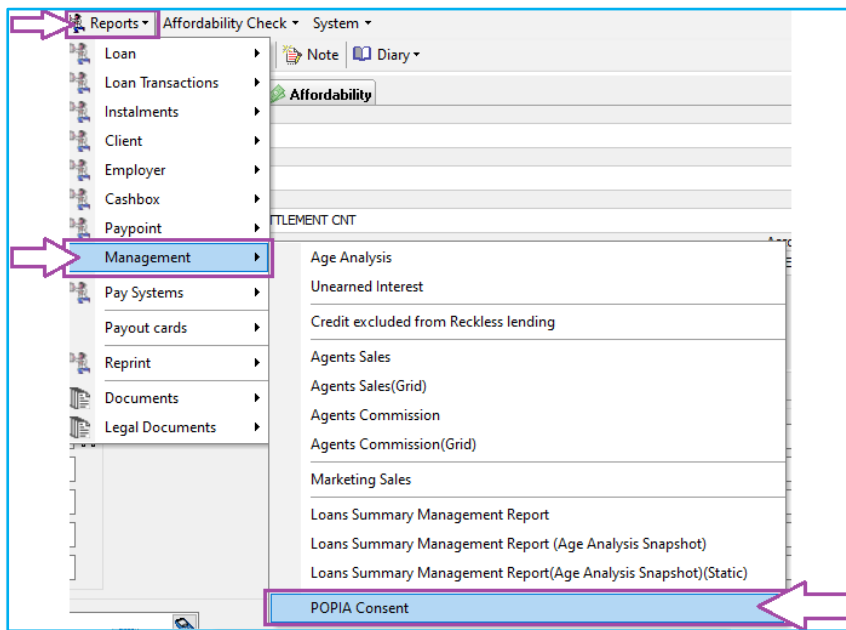 Reports Affordability Check System
Loan
Note Diary
Loan Transactions
Affordability
Instalments
Client
Employer
Cashbox
TTLEMENT CNT
Paypoint
Management
Age Analysis
Unearned Interest
Pay Systems
Credit excluded from Reckless lending
Payout cards
Agents Sales
Reprint
Agents Sales(Grid)
Documents
Agents Commission
Legal Documents
Agents Commission(Grid)
Marketing Sales
Loans Summary Management Report
Loans Summary Management Report (Age Analysis Snapshot)
Loans Summary Management Report(Age Analysis Snapshot)(Static)
POPIA Consent